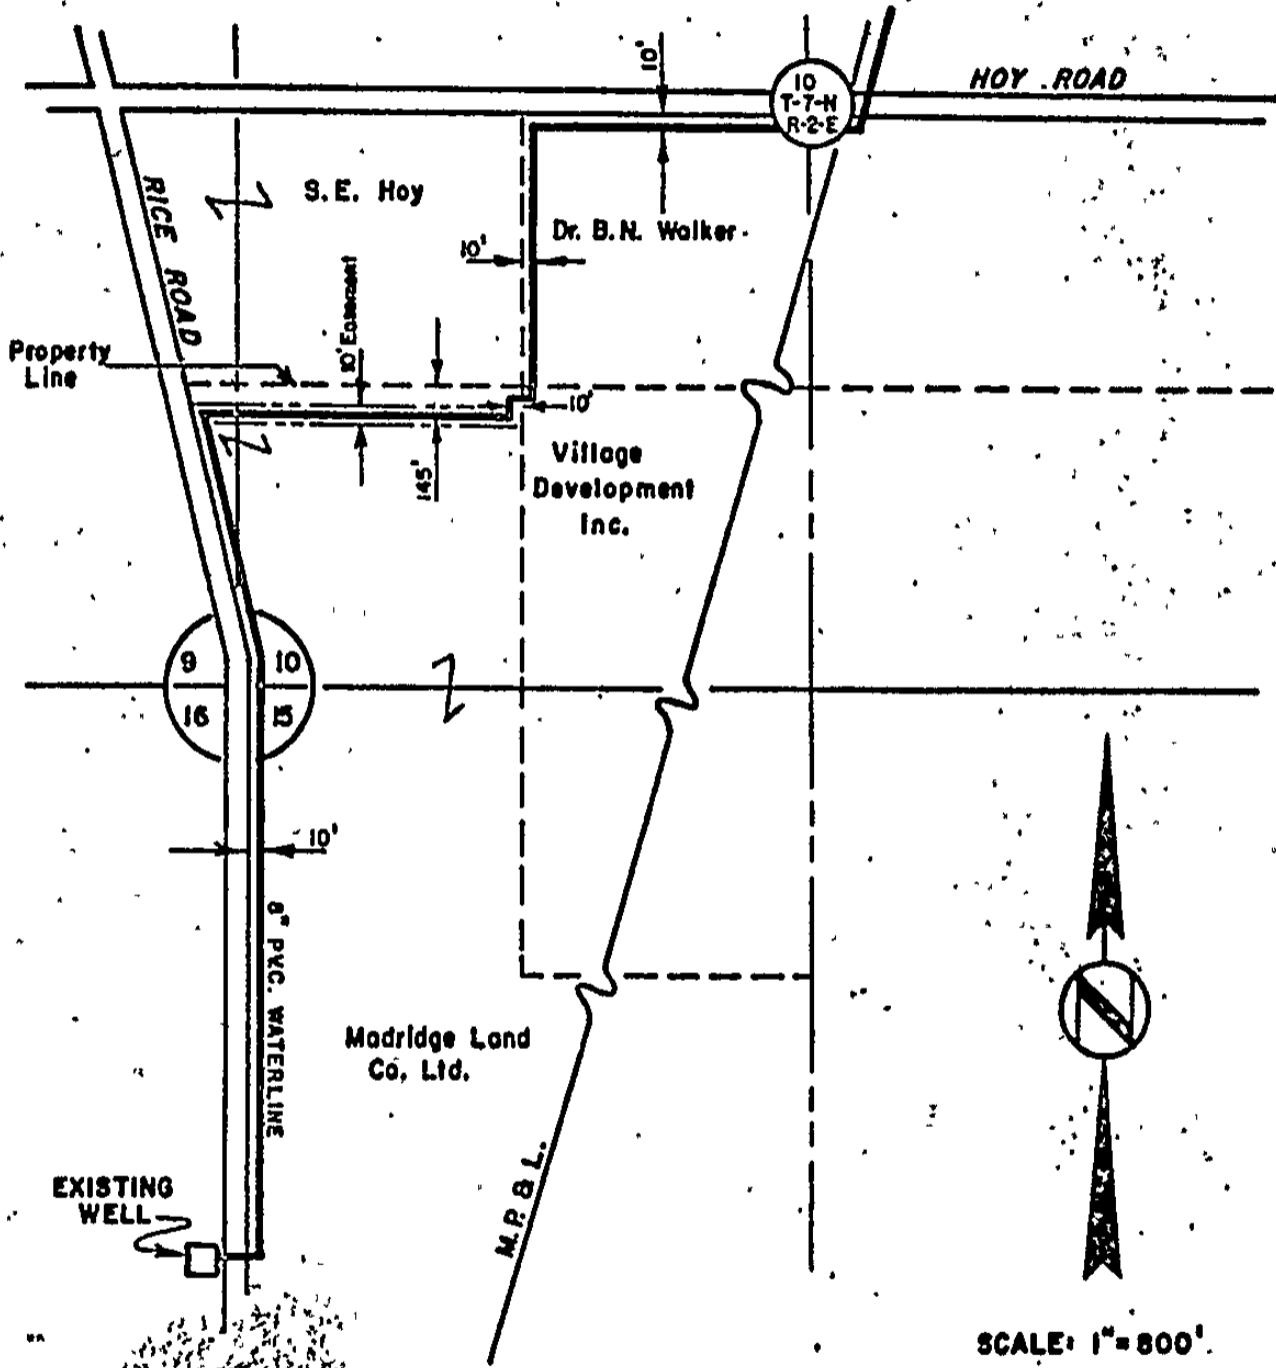 HOY ROAD
10
T-7-N
R-2-E
10'
RICE ROAD
S.E. Hoy
Dr. B.N. Walker
10'
10' Easement
Property
Line
10'
145'
Village
Development
Inc.
9
10
16
15
10'
8" PVC. WATERLINE
Madridge Land
Co, Ltd.
M.P. & L.
EXISTING
WELL
N
SCALE: 1"=800'